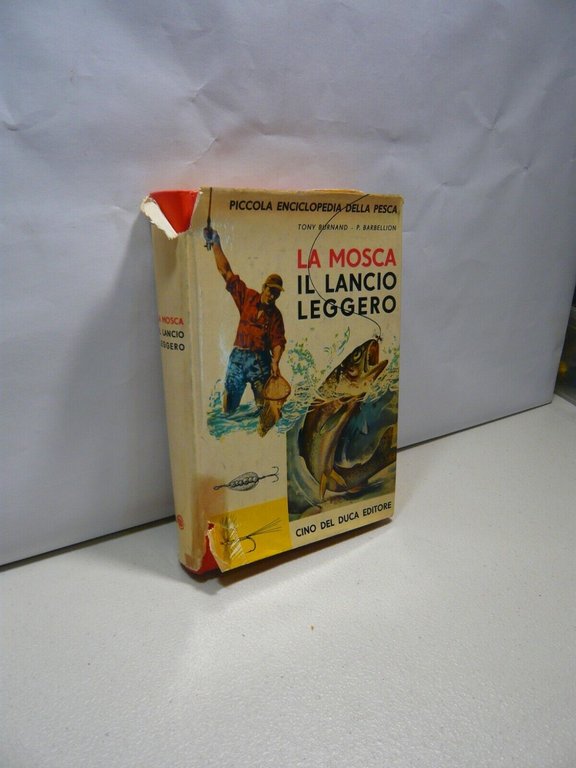 PICCOLA ENCICLOPEDIA DELLA PESCA
TONY BURNAND - P. BARBELLION
LA MOSCA
IL LANCIO
LEGGERO
CINO DEL DUCA EDITORE
LA MOSCA
IL LANCIO
LEGGERO